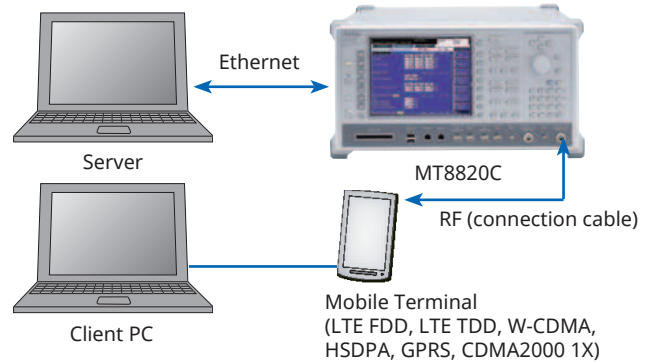 Ethernet
Server
MT8820C
RF (connection cable)
Client PC
Mobile Terminal
(LTE FDD, LTE TDD, W-CDMA,
HSDPA, GPRS, CDMA2000 1X)